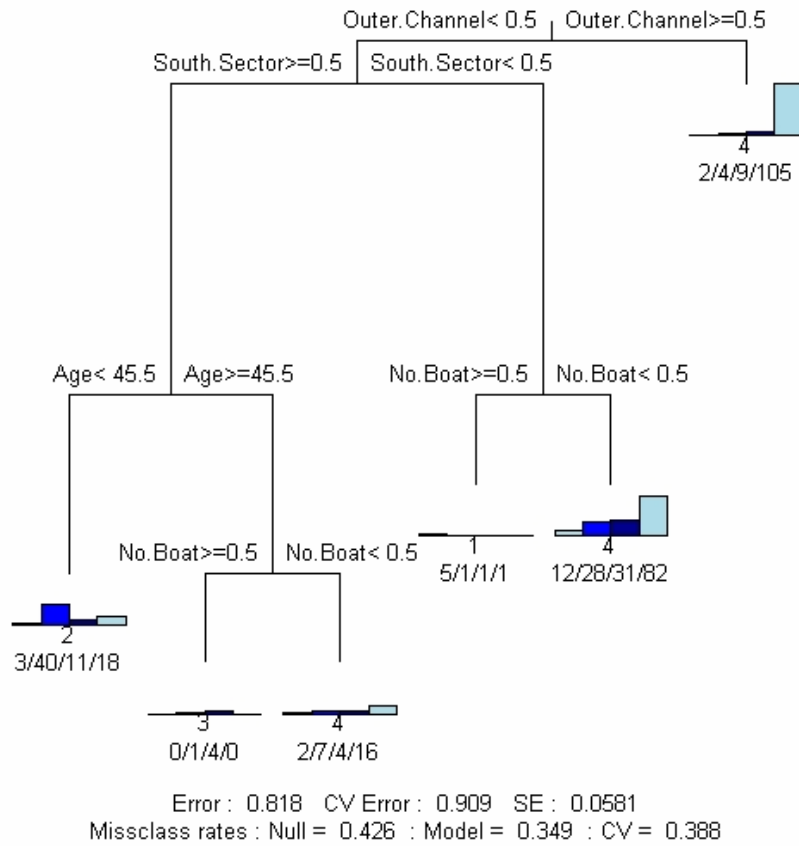 Outer.Channel< 0.5 Outer.Channel>=0.5
South.Sector>=0.5 South.Sector< 0.5
4
2/4/9/105
Age< 45.5 Age>=45.5
No.Boat>=0.5 No.Boat< 0.5
1
5/1/1/1
4
12/28/31/82
No.Boat>=0.5 No.Boat< 0.5
2
3/40/11/18
3
0/1/4/0
4
2/7/4/16
Error : 0.818 CV Error : 0.909 SE : 0.0581
Missclass rates : Null = 0.426 : Model = 0.349 : CV = 0.388